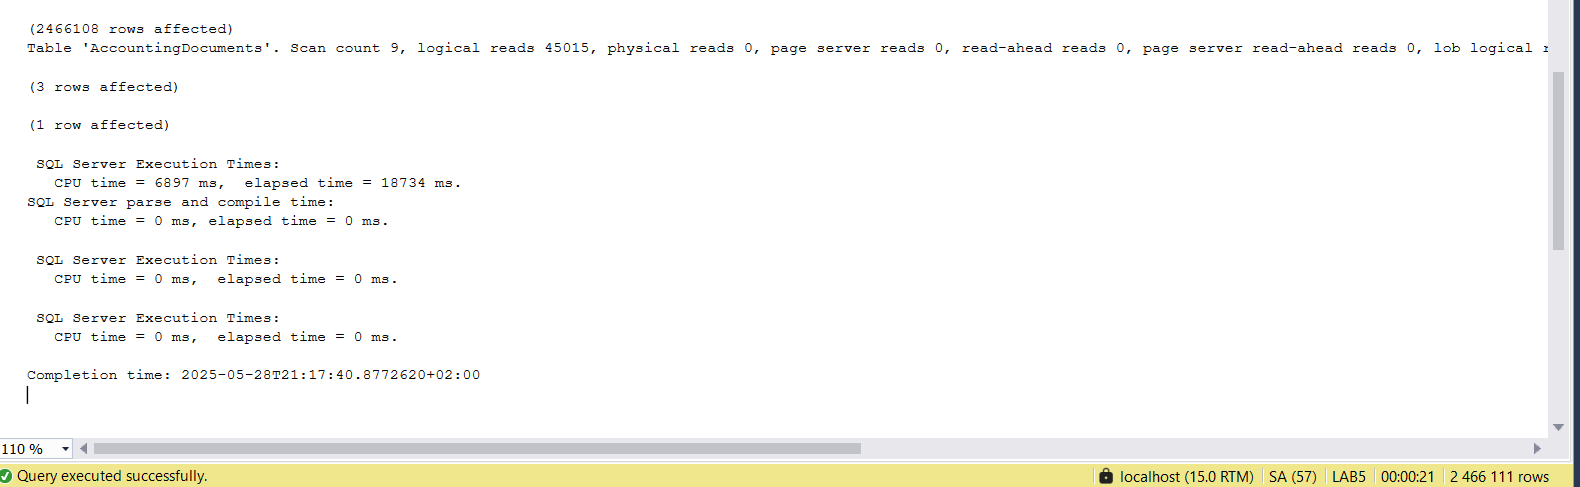 (2466108 rows affected)
Table 'AccountingDocuments'. Scan count 9, logical reads 45015, physical reads 0, page server reads 0, read-ahead reads 0, page server read-ahead reads 0, lob logical
(3 rows affected)
(1 row affected)
SQL Server Execution Times:
CPU time = 6897 ms,  elapsed time = 18734 ms.
SQL Server parse and compile time:
CPU time = 0 ms, elapsed time = 0 ms.
SQL Server Execution Times:
CPU time = 0 ms,  elapsed time = 0 ms.
SQL Server Execution Times:
CPU time = 0 ms,  elapsed time = 0 ms.
Completion time: 2025-05-28T21:17:40.8772620+02:00
110 %
Query executed successfully. localhost (15.0 RTM) SA (57) LAB5 00:00:21 2 466 111 rows